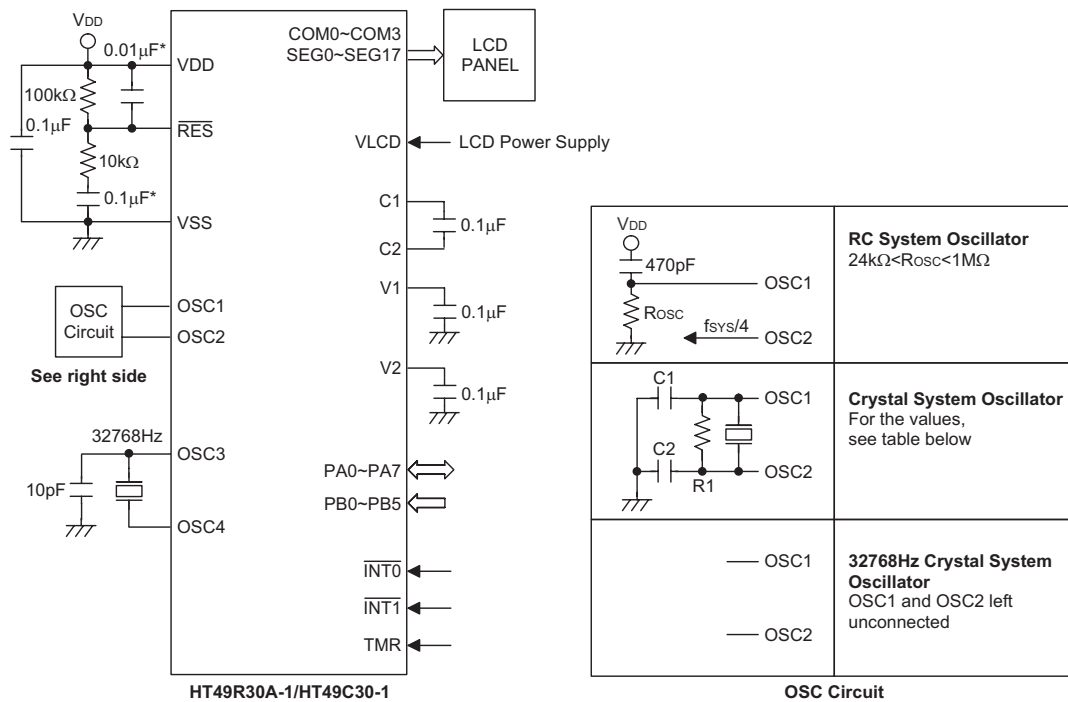 VDD
0.01μF*
VDD
100kΩ
0.1μF
RES
10kΩ
0.1μF*
VSS
OSC
Circuit
OSC1
OSC2
See right side
32768Hz
OSC3
10pF
OSC4
COM0~COM3
SEG0~SEG17
LCD
PANEL
VLCD
LCD Power Supply
C1
0.1μF
C2
V1
0.1μF
V2
0.1μF
PA0~PA7
PB0~PB5
INT0
INT1
TMR
HT49R30A-1/HT49C30-1
VDD
470pF
OSC1
ROSC
fSYS/4
OSC2
RC System Oscillator
24kΩ<ROSC<1MΩ
C1
OSC1
C2
R1
OSC2
Crystal System Oscillator
For the values,
see table below
OSC1
OSC2
32768Hz Crystal System
Oscillator
OSC1 and OSC2 left
unconnected
OSC Circuit